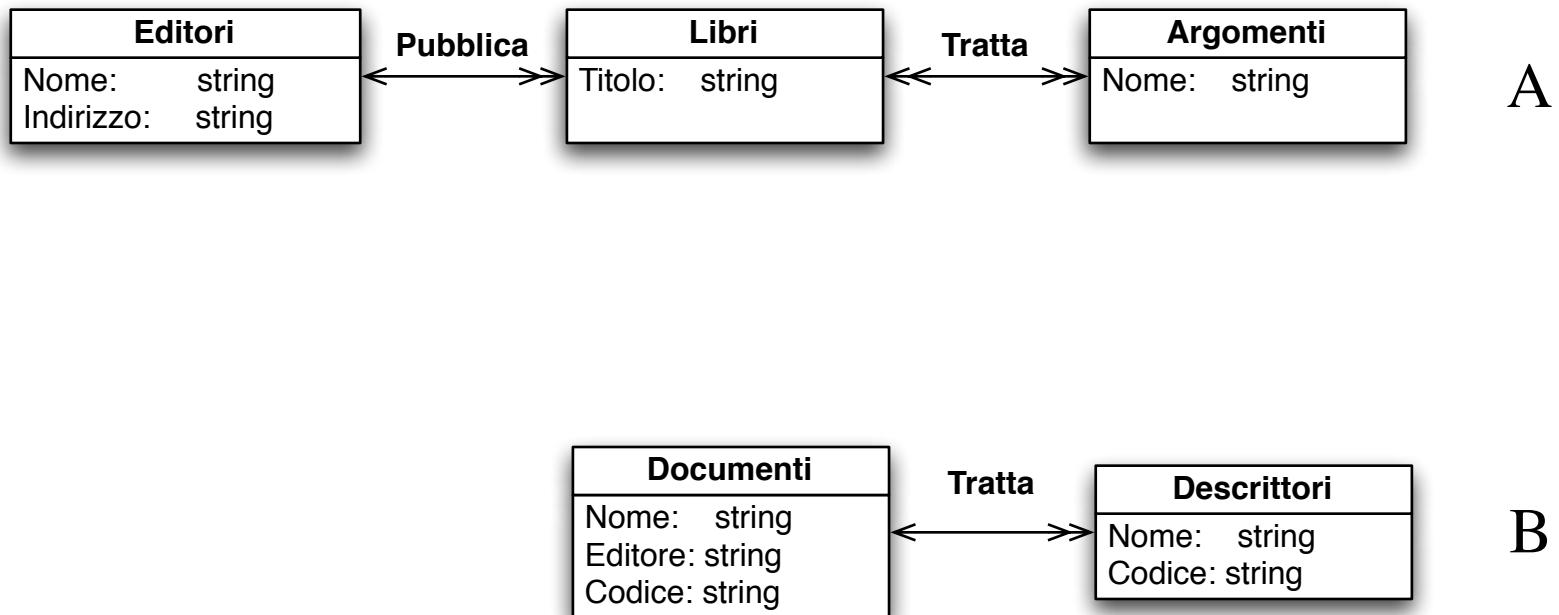 Editori
Pubblica
Libri
Tratta
Argomenti
Nome: string
Indirizzo: string
Titolo: string
Nome: string
A
Documenti
Tratta
Descrittori
Nome: string
Editore: string
Codice: string
Nome: string
Codice: string
B